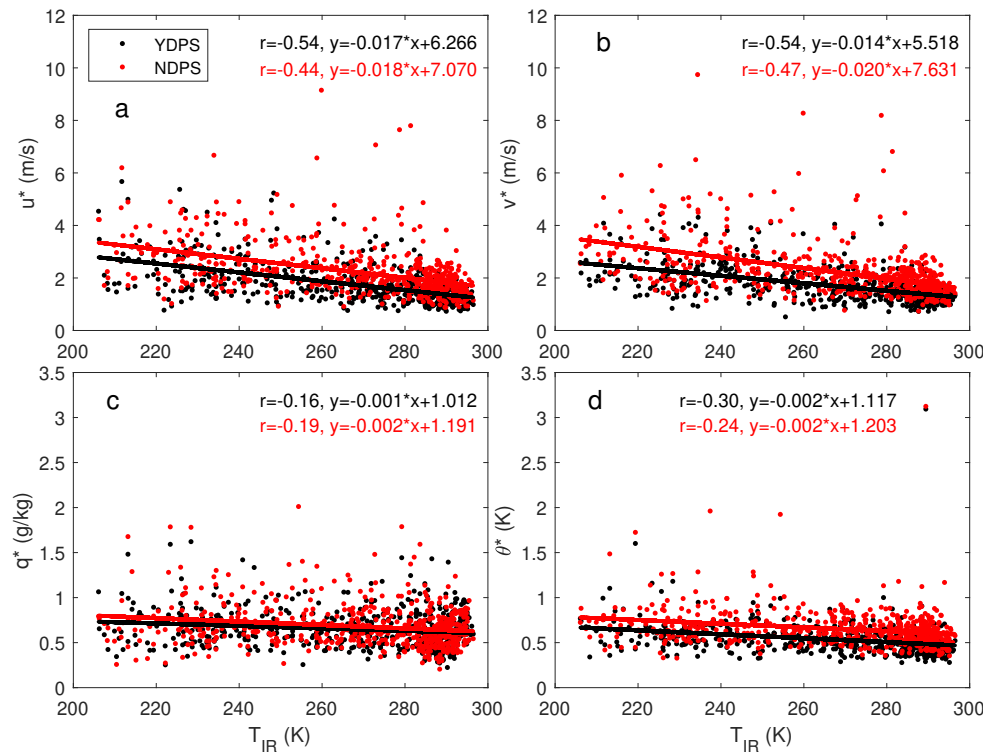 12
10
8
6
4
2
0
u* (m/s)
YDPS
NDPS
r=-0.54, y=-0.017*x+6.266
r=-0.44, y=-0.018*x+7.070
a
200 220 240 260 280 300
12
10
8
6
4
2
0
v* (m/s)
b
r=-0.54, y=-0.014*x+5.518
r=-0.47, y=-0.020*x+7.631
200 220 240 260 280 300
3.5
3
2.5
2
1.5
1
0.5
0
q* (g/kg)
c
r=-0.16, y=-0.001*x+1.012
r=-0.19, y=-0.002*x+1.191
200 220 240 260 280 300
T_IR (K)
3.5
3
2.5
2
1.5
1
0.5
0
θ* (K)
d
r=-0.30, y=-0.002*x+1.117
r=-0.24, y=-0.002*x+1.203
200 220 240 260 280 300
T_IR (K)